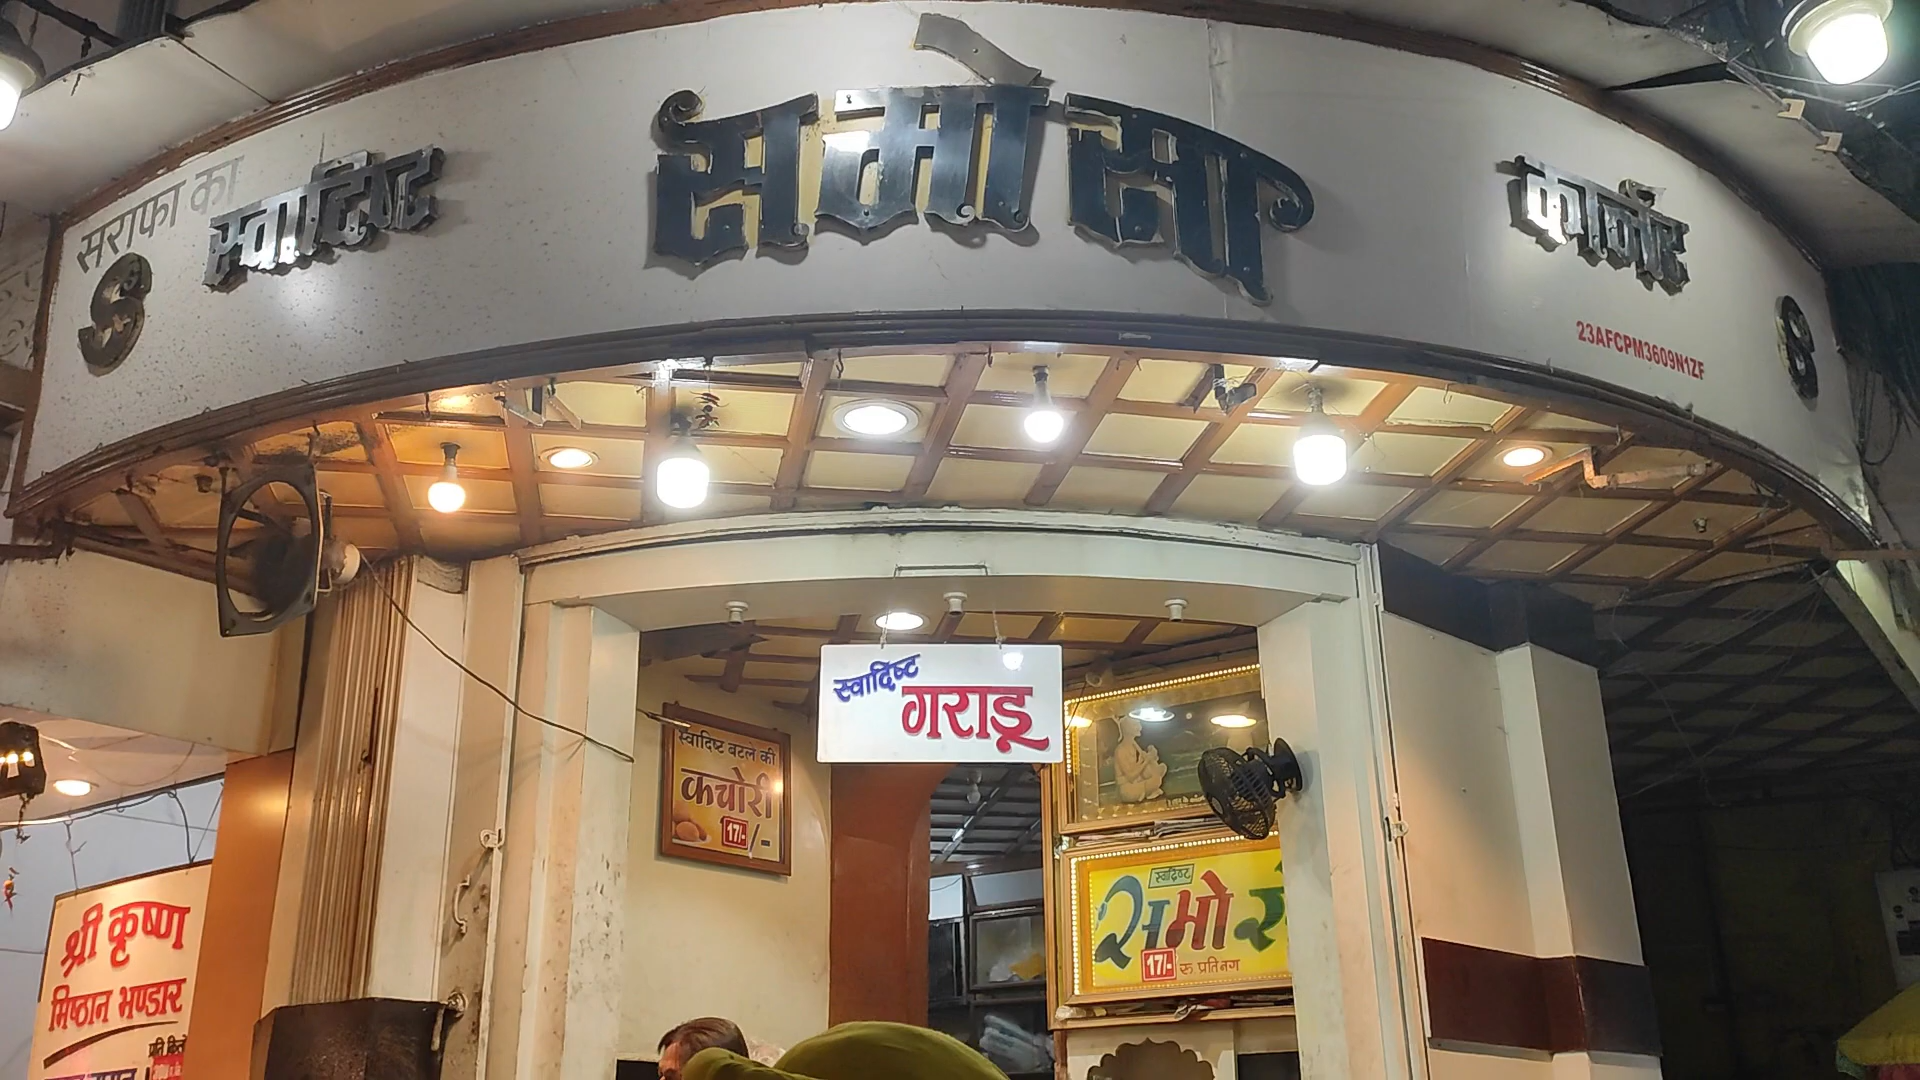 सराफा का
S
स्वादिष्ट
समोसा
कार्नर
23AFCPM3609N1ZF
S
स्वादिष्ट
गराडू
स्वादिष्ट बटले की
कचोरी
17/-
/-
स्वादिष्ट
समोसे
17/- रु प्रतिनग
श्री कृष्ण
मिष्ठान भण्डार